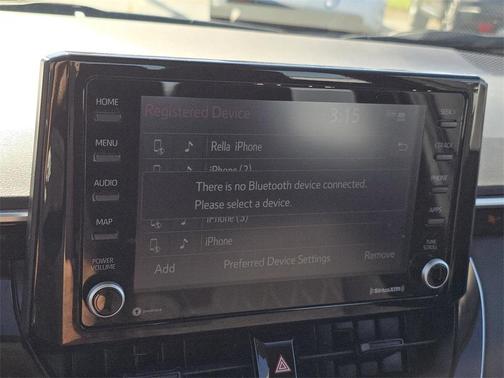 HOME
MENU
AUDIO
MAP
POWER
VOLUME
Registered Device
3:15
Rella iPhone
iPhone (2)
There is no Bluetooth device connected.
Please select a device.
iPhone (3)
iPhone
Add
Preferred Device Settings
Remove
SEEK >
< TRACK
PHONE
APPS
TUNE
SCROLL
SiriusXM